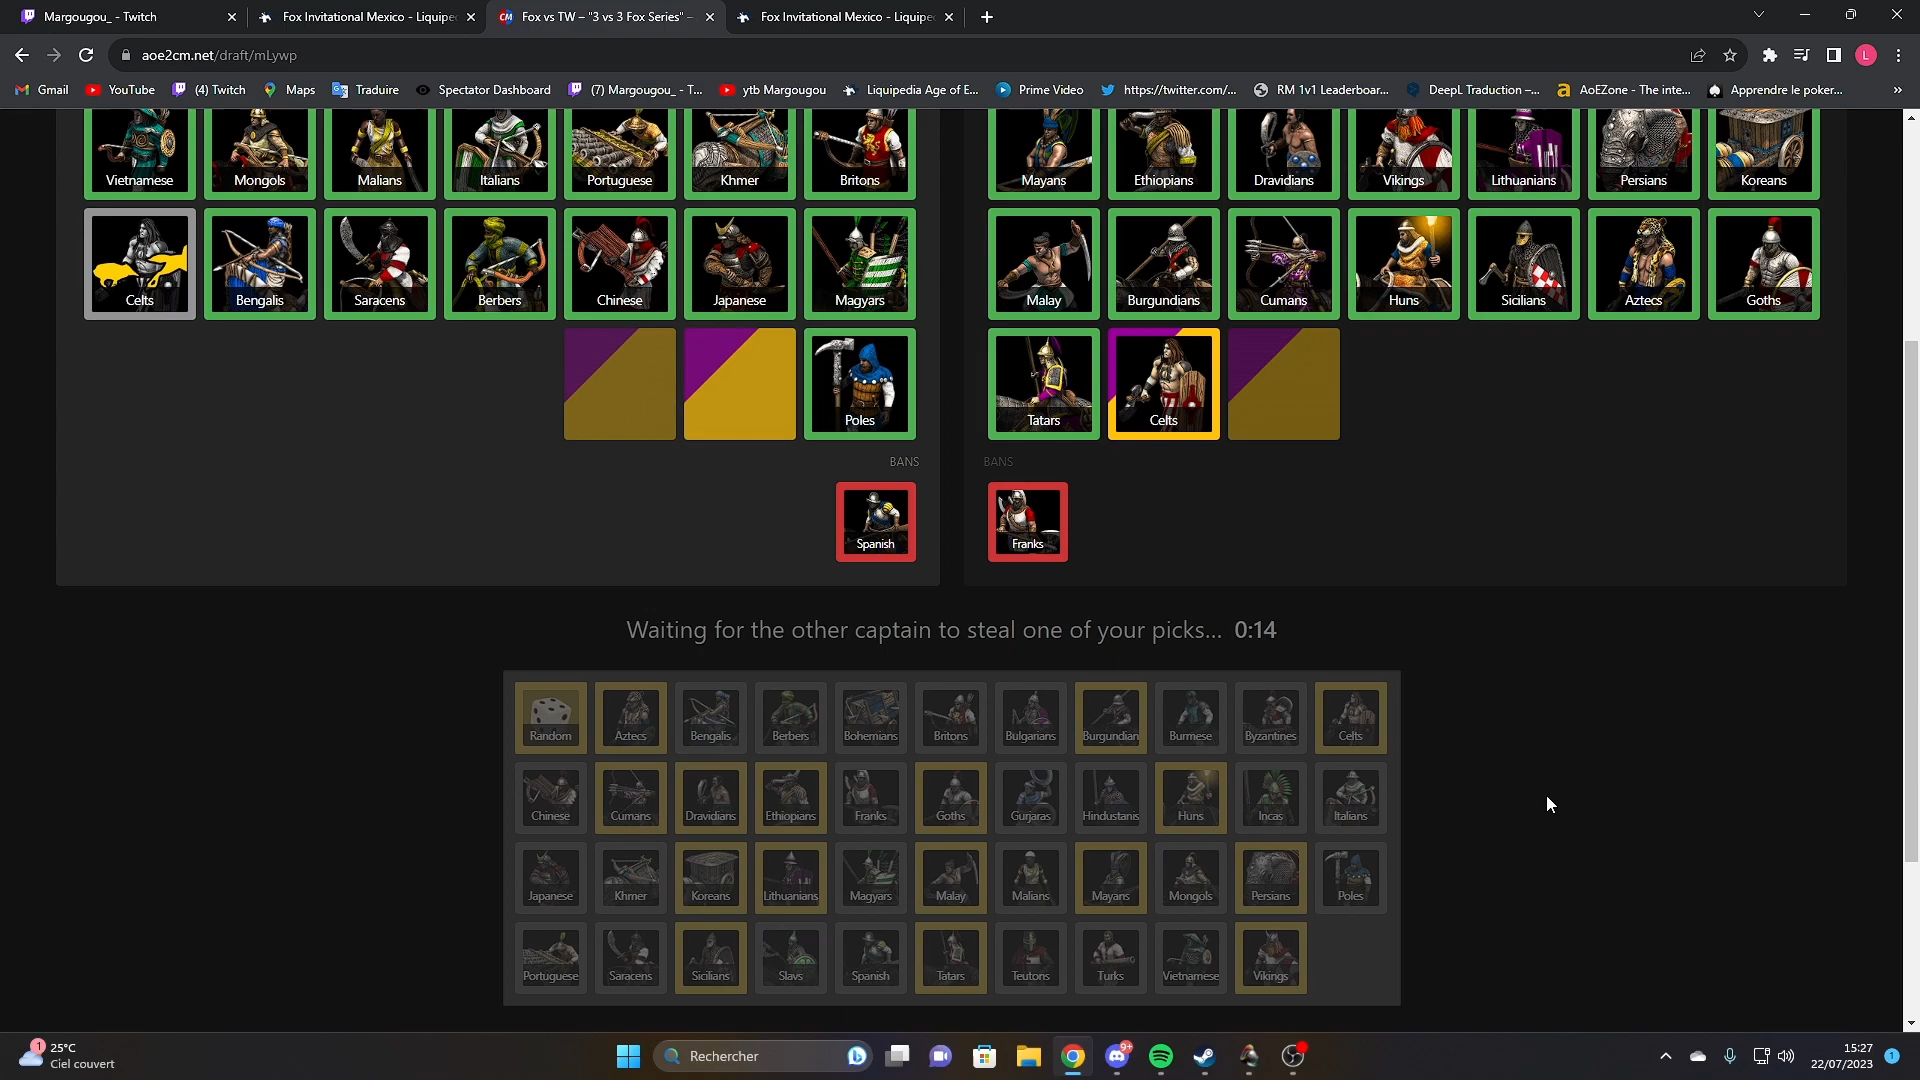 Margougou_ - Twitch
Fox Invitational Mexico - Liquipe
Fox vs TW – "3 vs 3 Fox Series" –
Fox Invitational Mexico - Liquipe
aoe2cm.net/draft/mLywp
L
Gmail
YouTube
(4) Twitch
Maps
Traduire
Spectator Dashboard
(7) Margougou_ - T...
ytb Margougou
Liquipedia Age of E...
Prime Video
https://twitter.com/...
RM 1v1 Leaderboar...
DeepL Traduction –...
AoEZone - The inte...
Apprendre le poker...
Vietnamese Mongols Malians Italians Portuguese Khmer Britons
Mayans Ethiopians Dravidians Vikings Lithuanians Persians Koreans
Celts Bengalis Saracens Berbers Chinese Japanese Magyars
Malay Burgundians Cumans Huns Sicilians Aztecs Goths
Poles
Tatars Celts
BANS
BANS
Spanish
Franks
Waiting for the other captain to steal one of your picks... 0:14
Random Aztecs Bengalis Berbers Bohemians Britons Bulgarians Burgundian Burmese Byzantines Celts
Chinese Cumans Dravidians Ethiopians Franks Goths Gurjaras Hindustanis Huns Incas Italians
Japanese Khmer Koreans Lithuanians Magyars Malay Malians Mayans Mongols Persians Poles
Portuguese Saracens Sicilians Slavs Spanish Tatars Teutons Turks Vietnamese Vikings
1
25°C
Ciel couvert
Rechercher
9+
15:27
22/07/2023
1